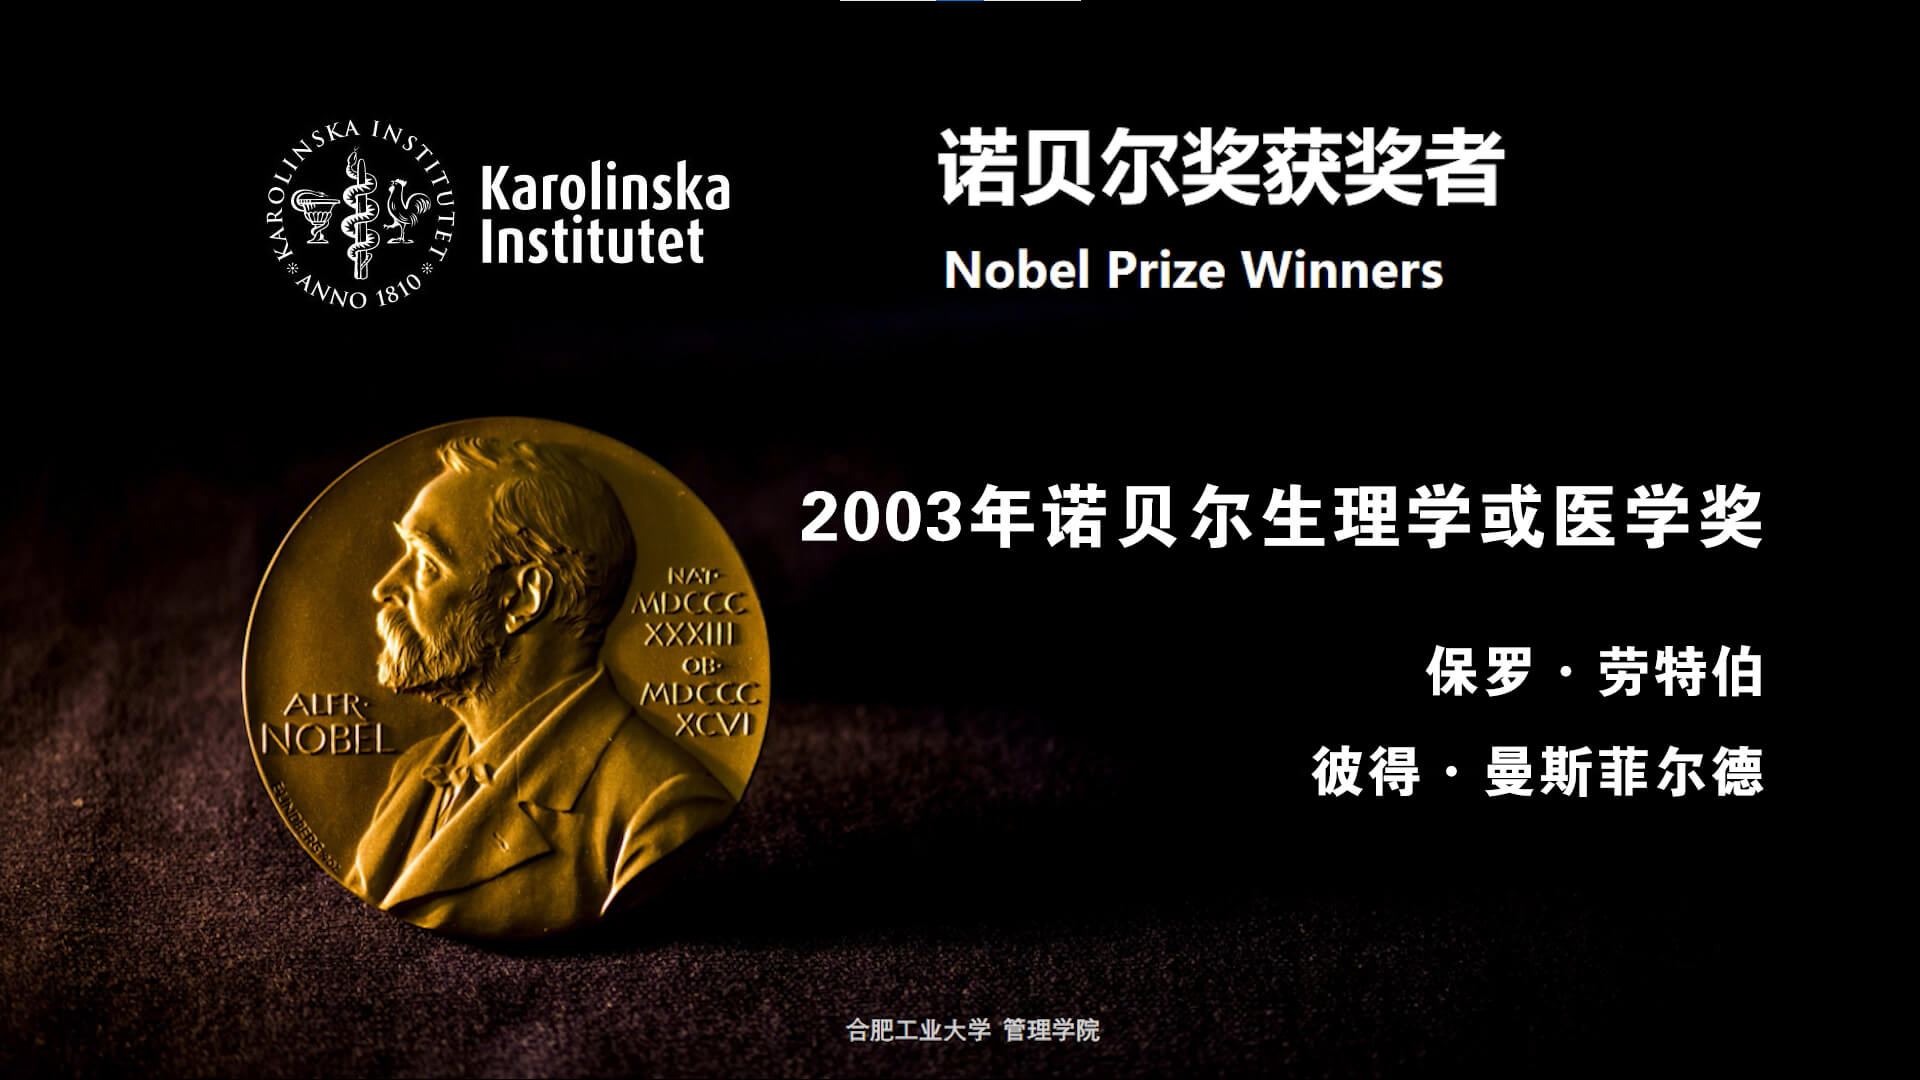 KAROLINSKA INSTITUTET
ANNO 1810
Karolinska
Institutet
诺贝尔奖获奖者
Nobel Prize Winners
2003年诺贝尔生理学或医学奖
保罗·劳特伯
彼得·曼斯菲尔德
ALFR·
NOBEL
NAT·
MDCCC
XXXIII
OB·
MDCCC
XCVI
合肥工业大学 管理学院